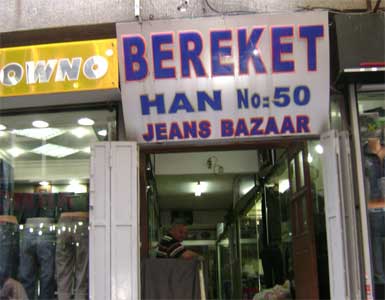 OWNO
BEREKET
HAN No:50
JEANS BAZAAR